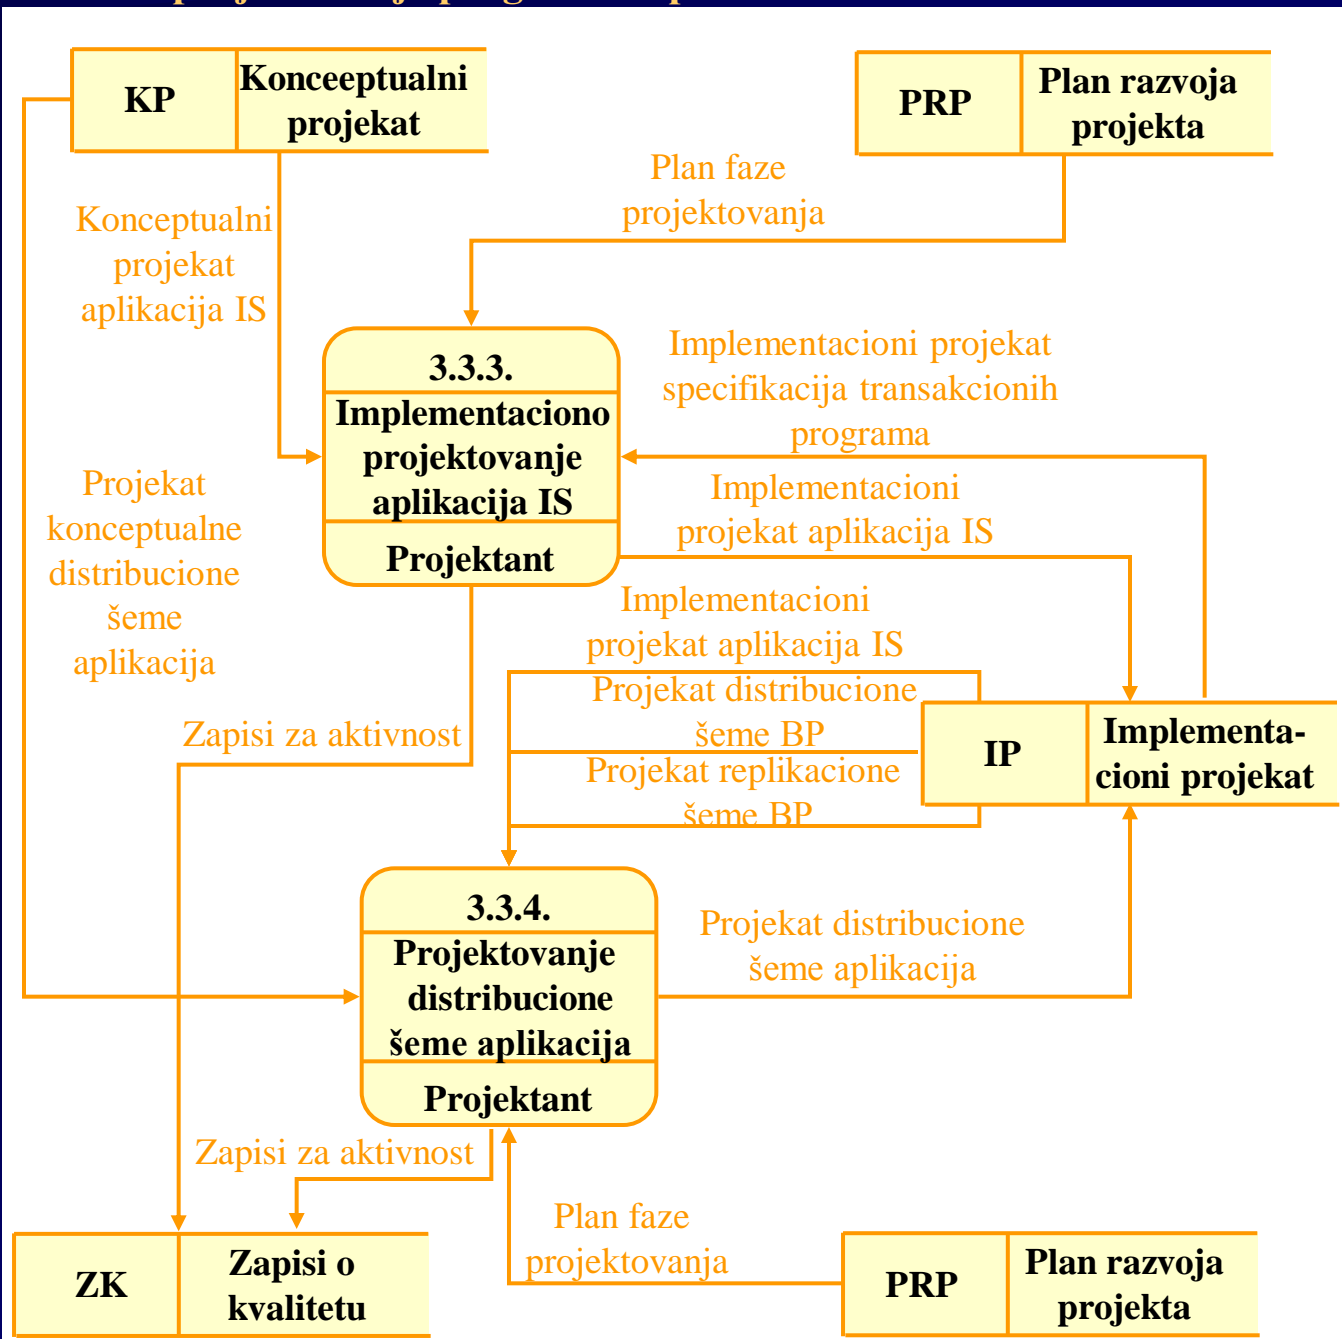 KP
Konceeptualni
projekat
PRP
Plan razvoja
projekta
Plan faze
projektovanja
Konceptualni
projekat
aplikacija IS
3.3.3.
Implementaciono
projektovanje
aplikacija IS
Projektant
Implementacioni projekat
specifikacija transakcionih
programa
Implementacioni
projekat aplikacija IS
Projekat
konceptualne
distribucione
šeme
aplikacija
Implementacioni
projekat aplikacija IS
Projekat distribucione
šeme BP
Projekat replikacione
šeme BP
Zapisi za aktivnost
IP
Implementa-
cioni projekat
3.3.4.
Projektovanje
distribucione
šeme aplikacija
Projektant
Projekat distribucione
šeme aplikacija
Zapisi za aktivnost
Plan faze
projektovanja
ZK
Zapisi o
kvalitetu
PRP
Plan razvoja
projekta